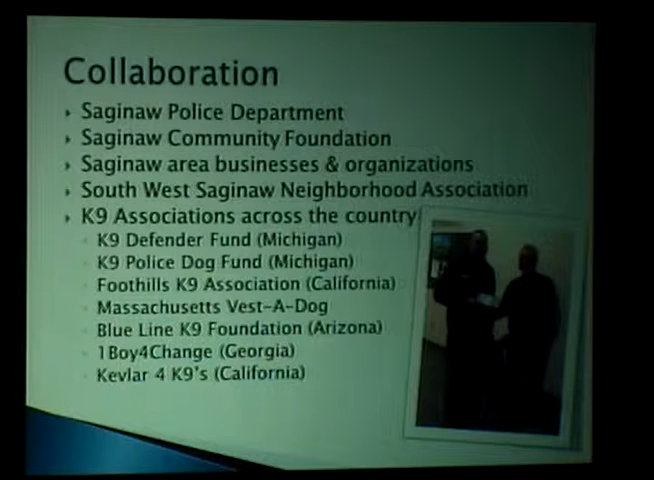 Collaboration
Saginaw Police Department
Saginaw Community Foundation
Saginaw area businesses & organizations
South West Saginaw Neighborhood Association
K9 Associations across the country
K9 Defender Fund (Michigan)
K9 Police Dog Fund (Michigan)
Foothills K9 Association (California)
Massachusetts Vest-A-Dog
Blue Line K9 Foundation (Arizona)
1Boy4Change (Georgia)
Kevlar 4 K9's (California)